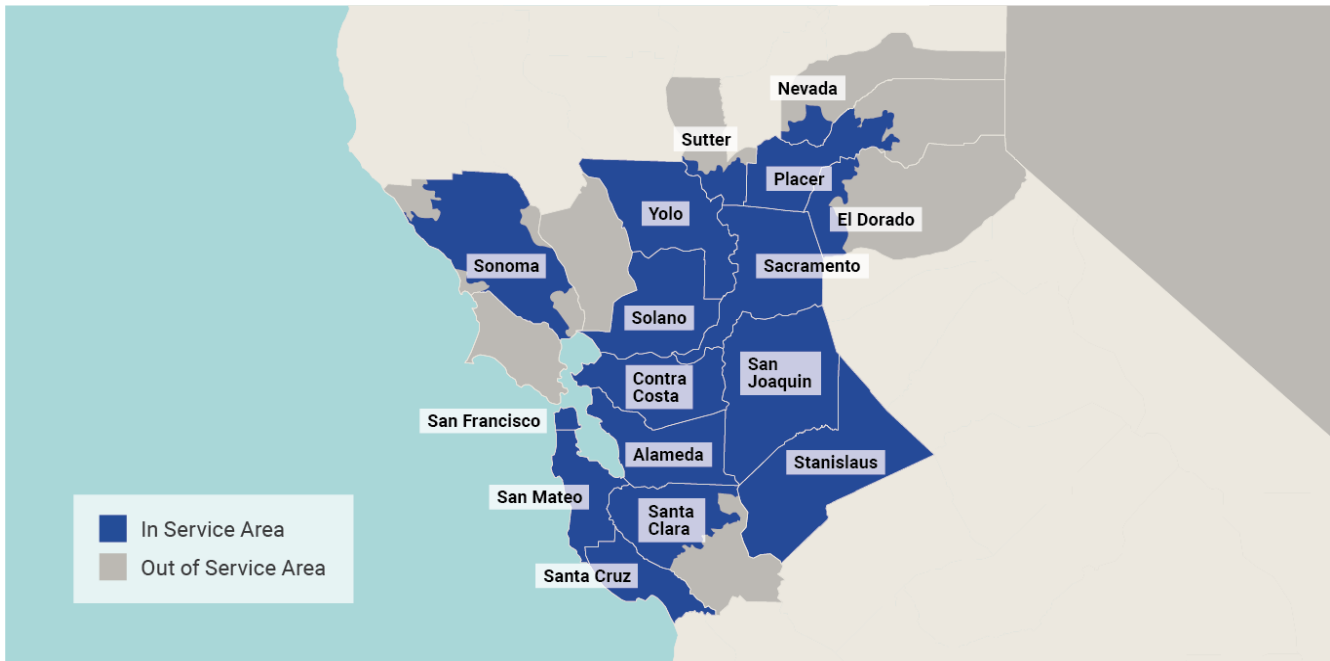 Nevada
Sutter
Placer
Yolo
El Dorado
Sonoma
Sacramento
Solano
San
Joaquin
Contra
Costa
San Francisco
Alameda
Stanislaus
San Mateo
Santa
Clara
Santa Cruz
In Service Area
Out of Service Area